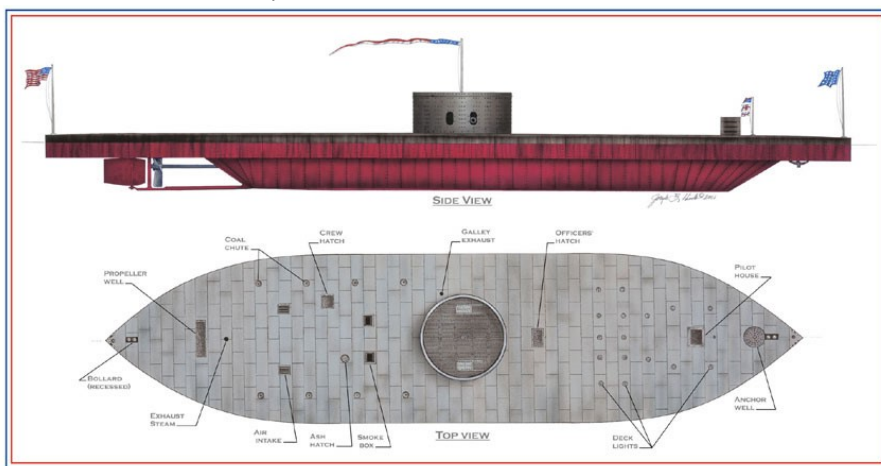 SIDE VIEW
COAL
CHUTE
CREW
HATCH
GALLEY
EXHAUST
OFFICERS'
HATCH
PROPELLER
WELL
PILOT
HOUSE
BOLLARD
(RECESSED)
EXHAUST
STEAM
AIR
INTAKE
ASH
HATCH
SMOKE
BOX
TOP VIEW
DECK
LIGHTS
ANCHOR
WELL